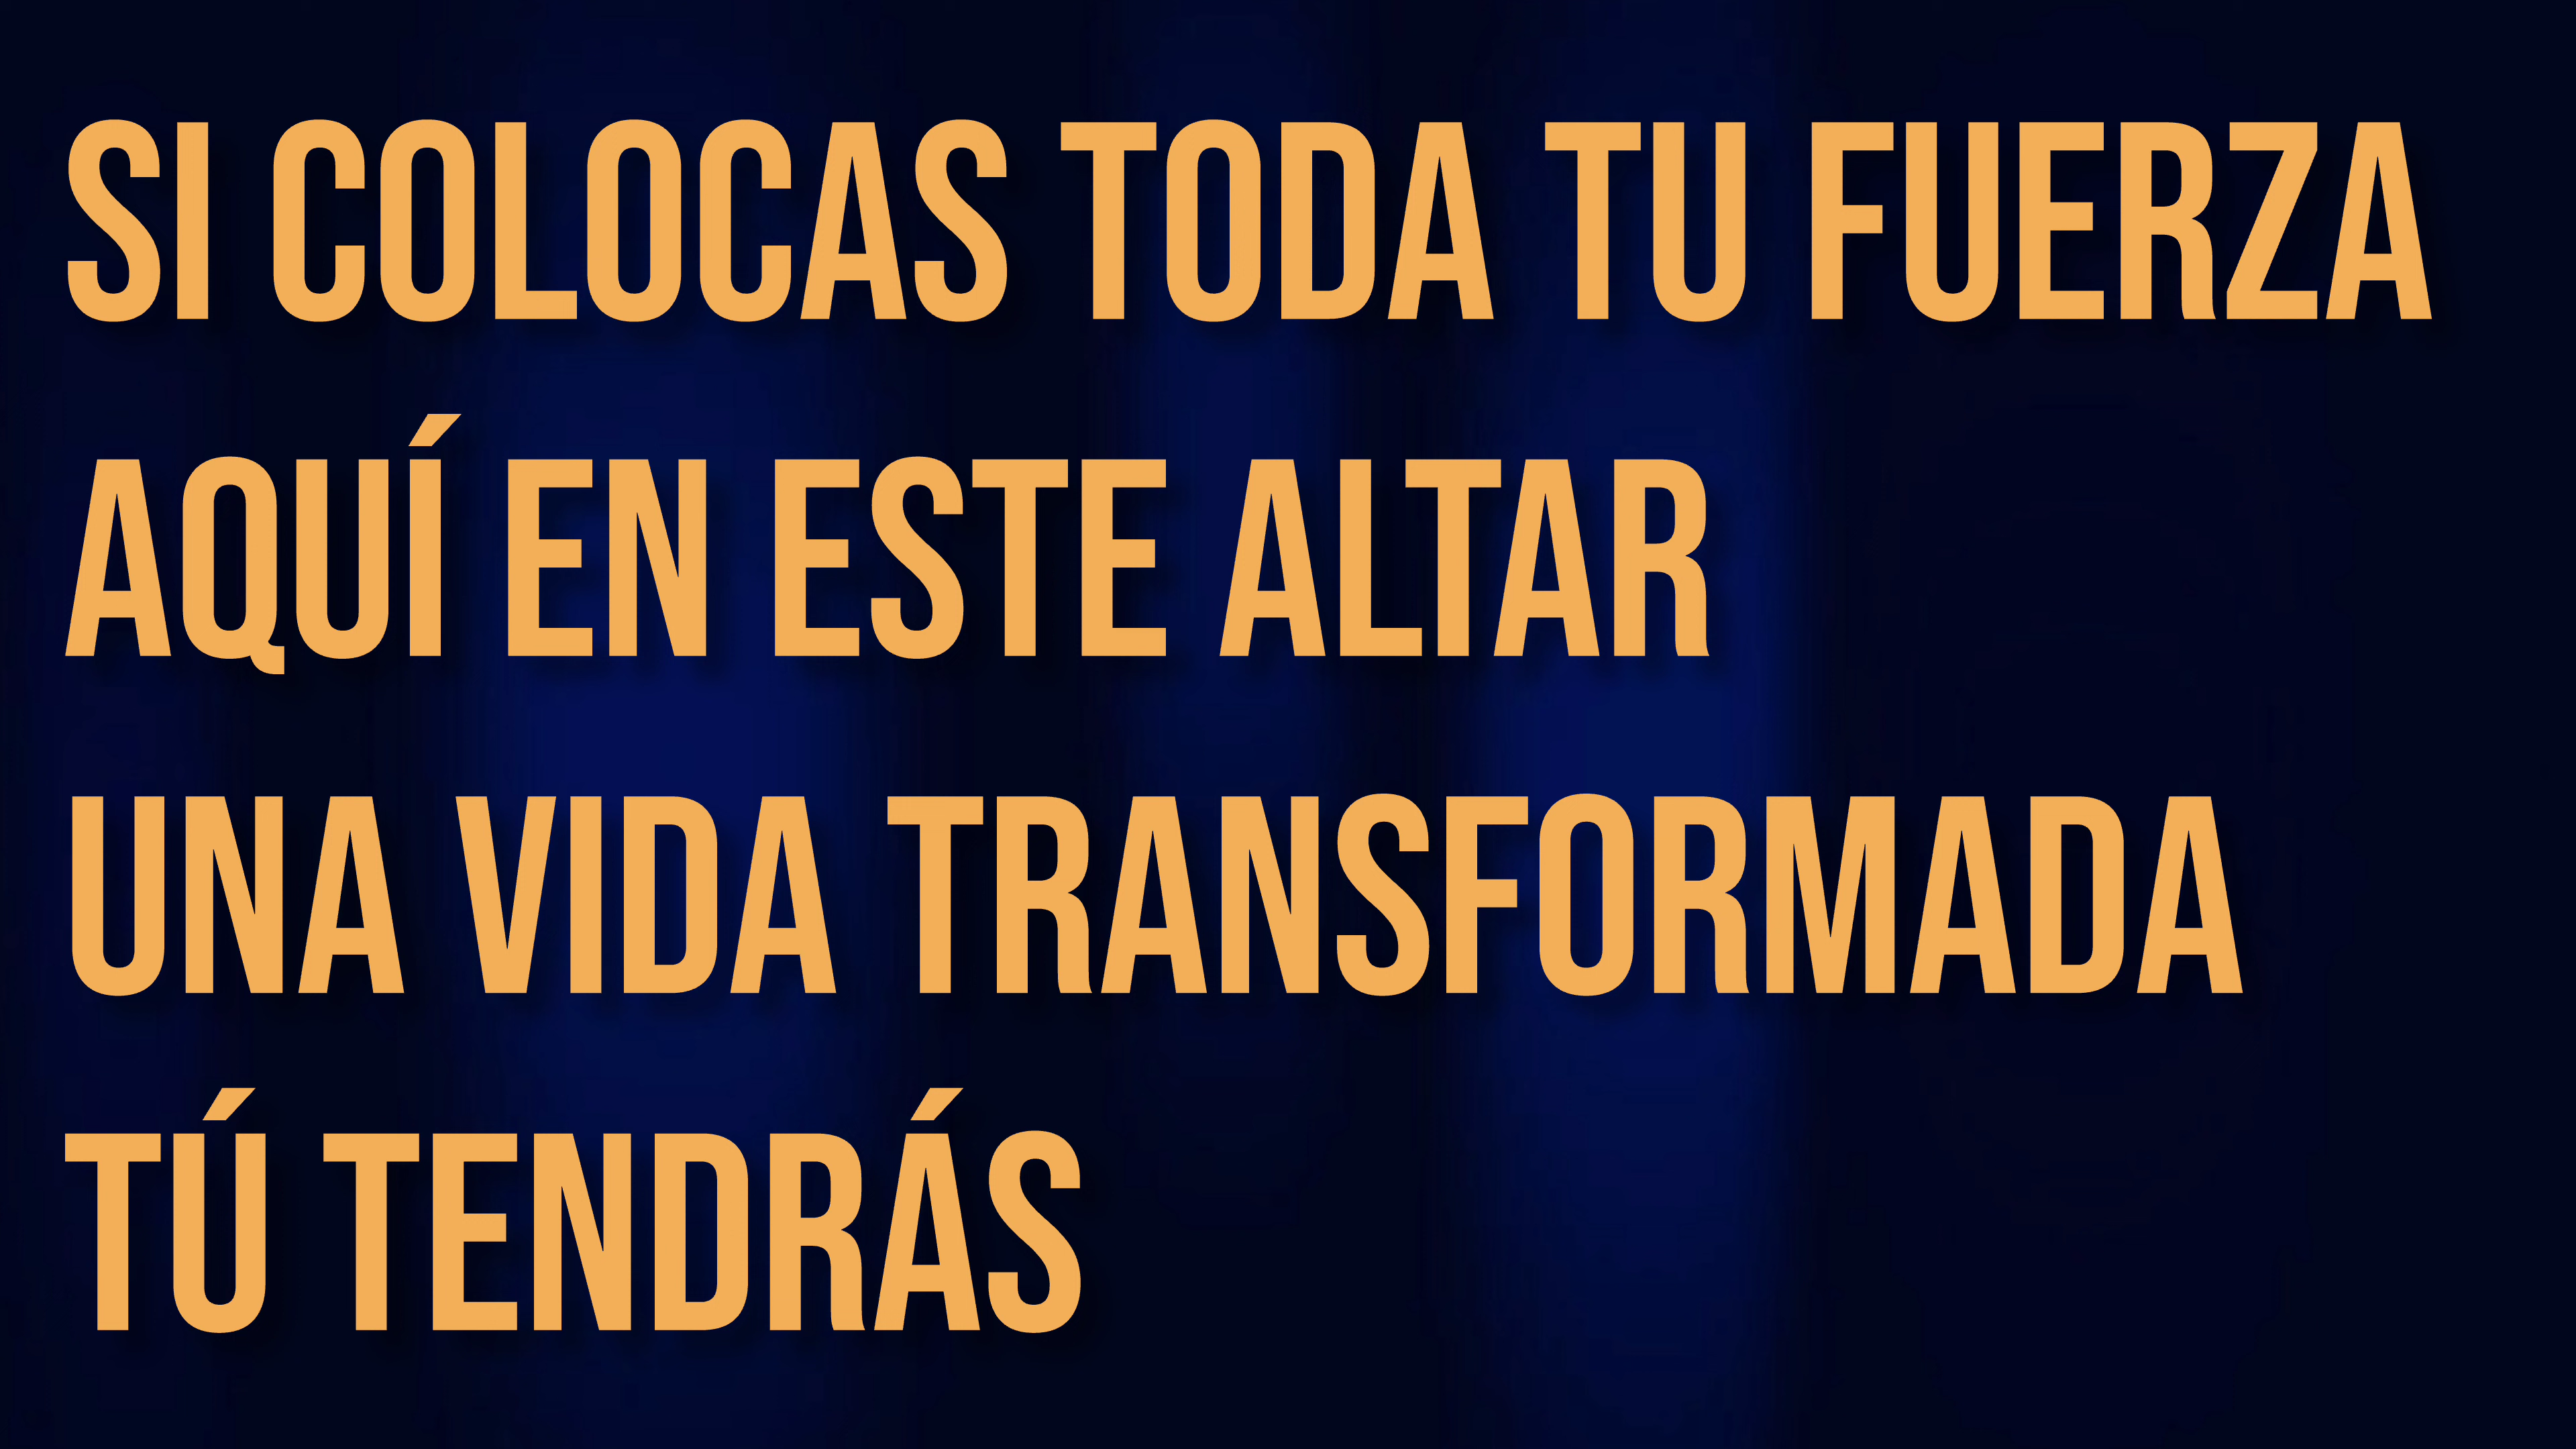 SI COLOCAS TODA TU FUERZA
AQUÍ EN ESTE ALTAR
UNA VIDA TRANSFORMADA
TÚ TENDRÁS